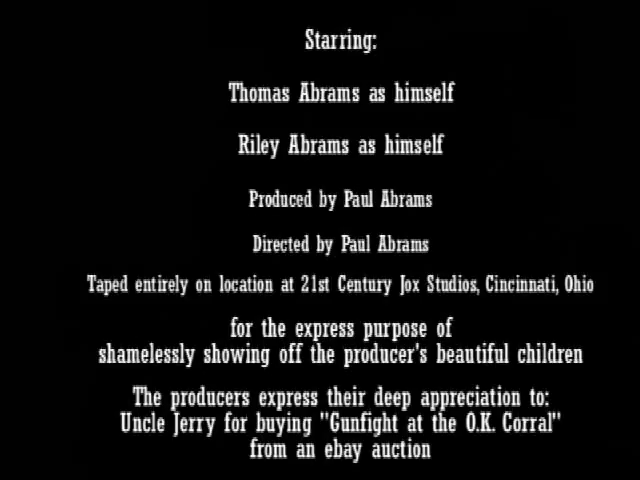 Starring:
Thomas Abrams as himself
Riley Abrams as himself
Produced by Paul Abrams
Directed by Paul Abrams
Taped entirely on location at 21st Century Jox Studios, Cincinnati, Ohio
for the express purpose of
shamelessly showing off the producer's beautiful children
The producers express their deep appreciation to:
Uncle Jerry for buying "Gunfight at the O.K. Corral"
from an ebay auction